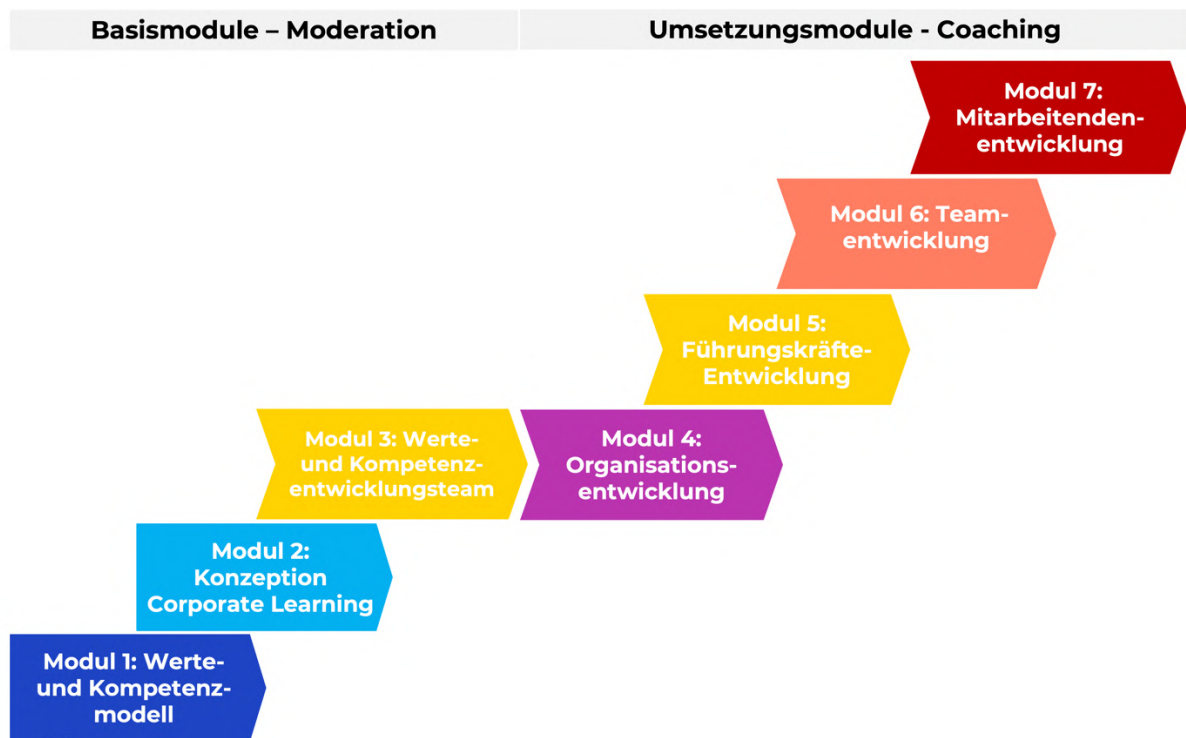 Basismodule – Moderation
Umsetzungsmodule - Coaching
Modul 7:
Mitarbeitenden-
entwicklung
Modul 6: Team-
entwicklung
Modul 5:
Führungskräfte-
Entwicklung
Modul 3: Werte-
und Kompetenz-
entwicklungsteam
Modul 4:
Organisations-
entwicklung
Modul 2:
Konzeption
Corporate Learning
Modul 1: Werte-
und Kompetenz-
modell